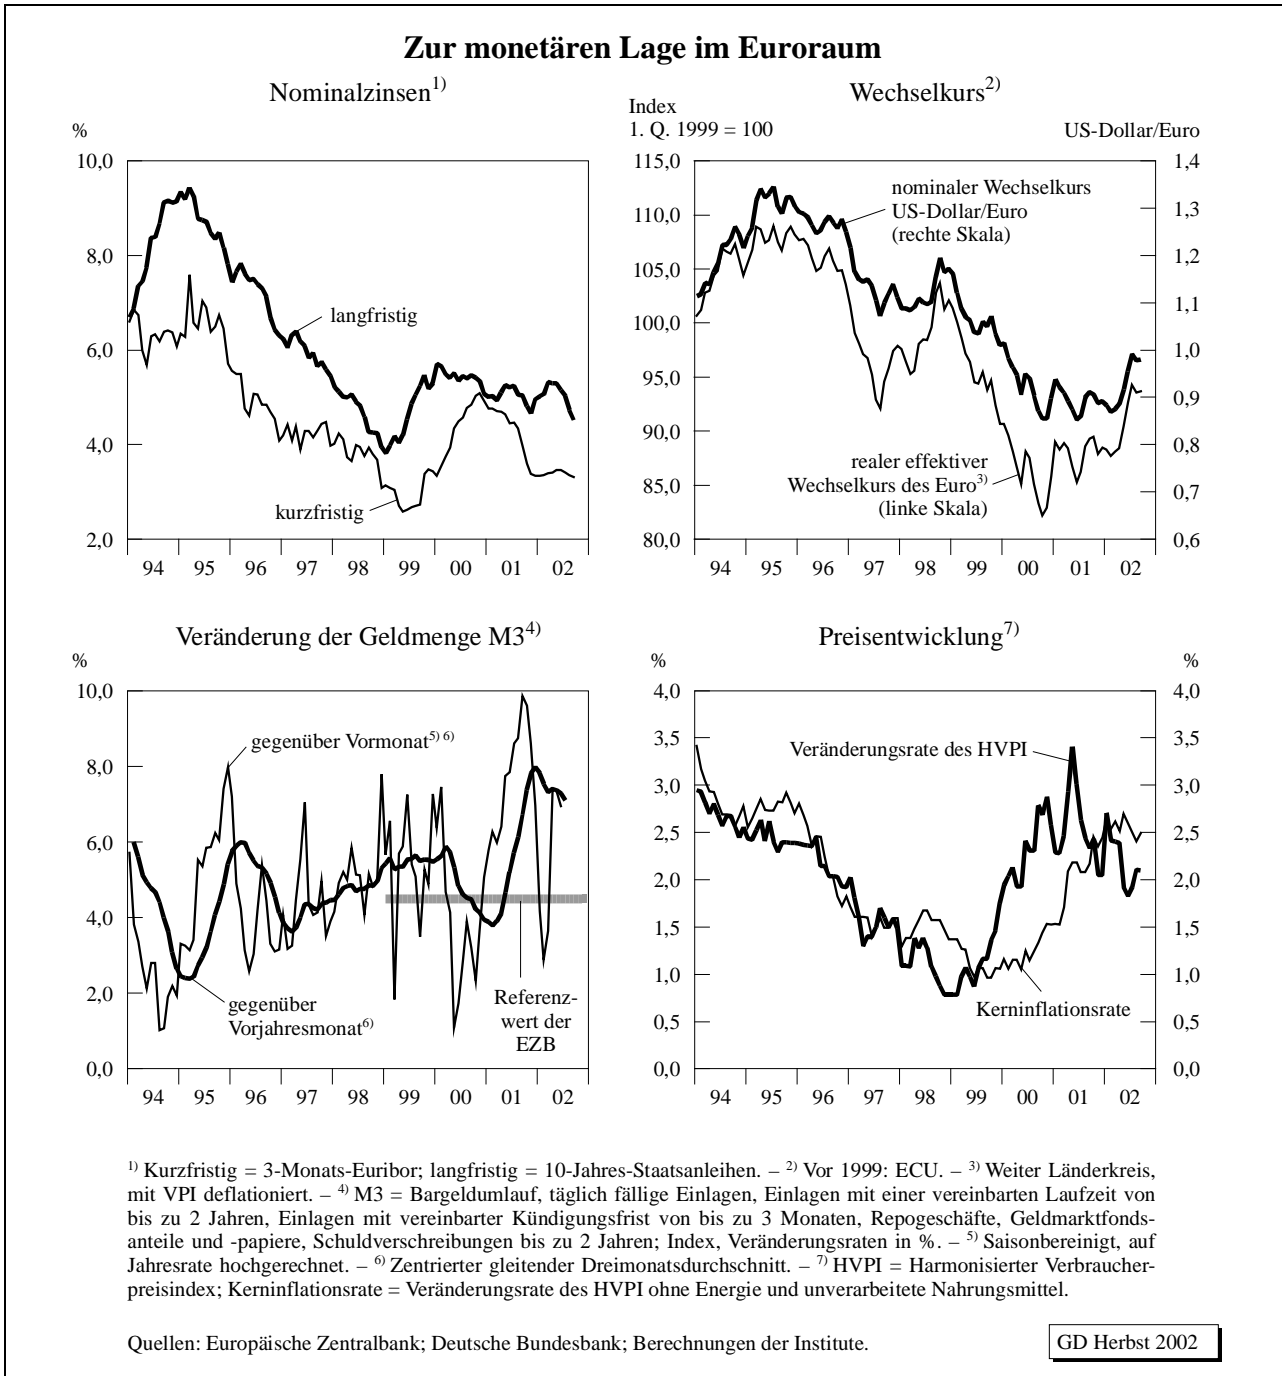 Zur monetären Lage im Euroraum
Nominalzinsen1)
%
10,0
8,0
6,0
4,0
2,0
langfristig
kurzfristig
94 95 96 97 98 99 00 01 02
Wechselkurs2)
Index
1. Q. 1999 = 100
US-Dollar/Euro
115,0
110,0
105,0
100,0
95,0
90,0
85,0
80,0
1,4
1,3
1,2
1,1
1,0
0,9
0,8
0,7
0,6
nominaler Wechselkurs
US-Dollar/Euro
(rechte Skala)
realer effektiver
Wechselkurs des Euro3)
(linke Skala)
94 95 96 97 98 99 00 01 02
Veränderung der Geldmenge M34)
%
10,0
8,0
6,0
4,0
2,0
0,0
gegenüber Vormonat5) 6)
gegenüber
Vorjahresmonat6)
Referenz-
wert der
EZB
94 95 96 97 98 99 00 01 02
Preisentwicklung7)
%
%
4,0
3,5
3,0
2,5
2,0
1,5
1,0
0,5
0,0
4,0
3,5
3,0
2,5
2,0
1,5
1,0
0,5
0,0
Veränderungsrate des HVPI
Kerninflationsrate
94 95 96 97 98 99 00 01 02
1) Kurzfristig = 3-Monats-Euribor; langfristig = 10-Jahres-Staatsanleihen. – 2) Vor 1999: ECU. – 3) Weiter Länderkreis,
mit VPI deflationiert. – 4) M3 = Bargeldumlauf, täglich fällige Einlagen, Einlagen mit einer vereinbarten Laufzeit von
bis zu 2 Jahren, Einlagen mit vereinbarter Kündigungsfrist von bis zu 3 Monaten, Repogeschäfte, Geldmarktfonds-
anteile und -papiere, Schuldverschreibungen bis zu 2 Jahren; Index, Veränderungsraten in %. – 5) Saisonbereinigt, auf
Jahresrate hochgerechnet. – 6) Zentrierter gleitender Dreimonatsdurchschnitt. – 7) HVPI = Harmonisierter Verbraucher-
preisindex; Kerninflationsrate = Veränderungsrate des HVPI ohne Energie und unverarbeitete Nahrungsmittel.
Quellen: Europäische Zentralbank; Deutsche Bundesbank; Berechnungen der Institute.
GD Herbst 2002